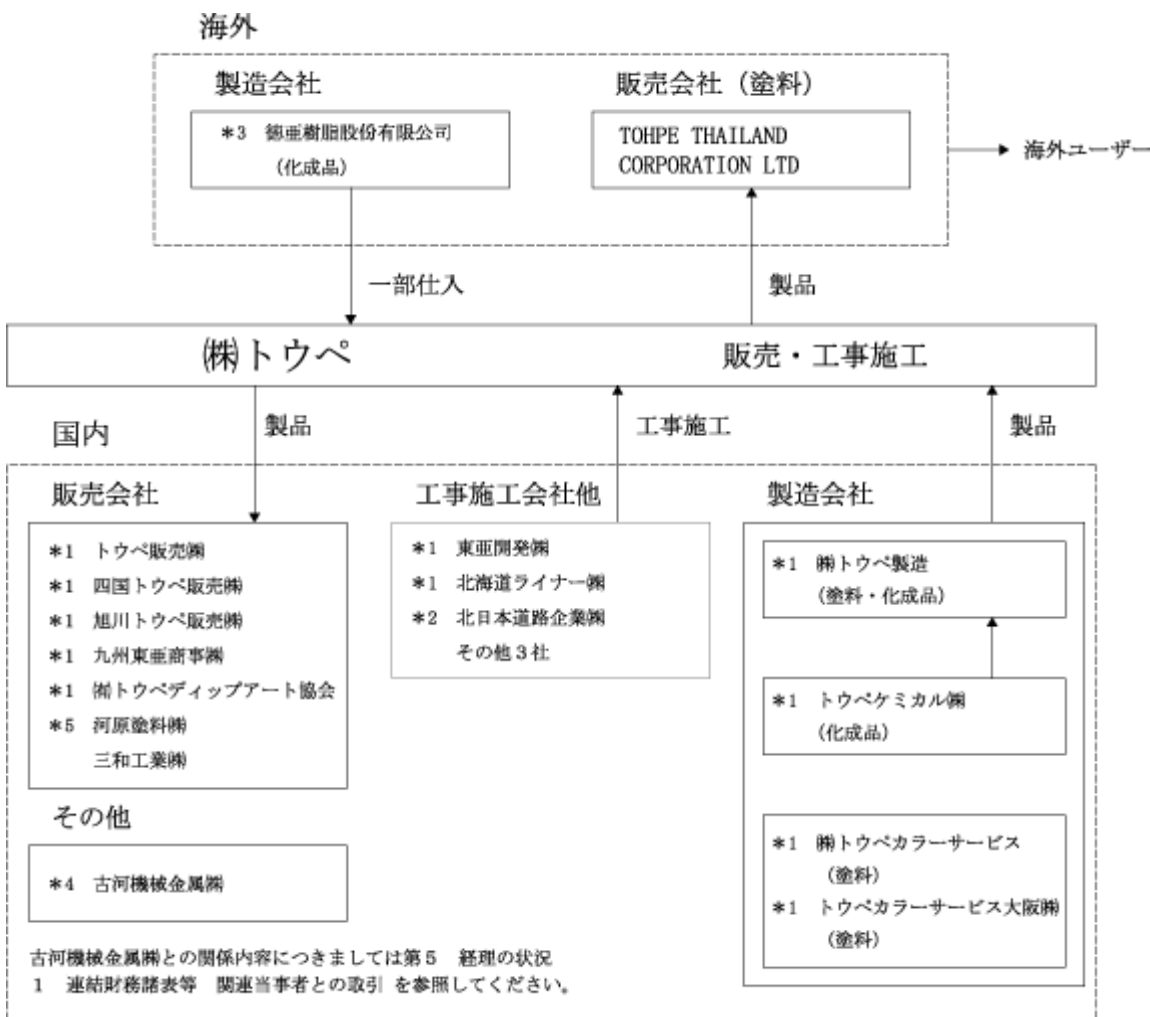 海外
製造会社
*3 徳亜樹脂股份有限公司
(化成品)
販売会社（塗料）
TOHPE THAILAND
CORPORATION LTD
海外ユーザー
一部仕入
製品
㈱トウペ
販売・工事施工
国内
製品
工事施工
製品
販売会社
*1 トウペ販売㈱
*1 四国トウペ販売㈱
*1 旭川トウペ販売㈱
*1 九州東亜商事㈱
*1 ㈲トウペディップアート協会
*5 河原塗料㈱
三和工業㈱
その他
*4 古河機械金属㈱
工事施工会社他
*1 東亜開発㈱
*1 北海道ライナー㈱
*2 北日本道路企業㈱
その他３社
製造会社
*1 ㈱トウペ製造
(塗料・化成品)
*1 トウペケミカル㈱
(化成品)
*1 ㈱トウペカラーサービス
(塗料)
*1 トウペカラーサービス大阪㈱
(塗料)
古河機械金属㈱との関係内容につきましては第５ 経理の状況
１ 連結財務諸表等 関連当事者との取引 を参照してください。